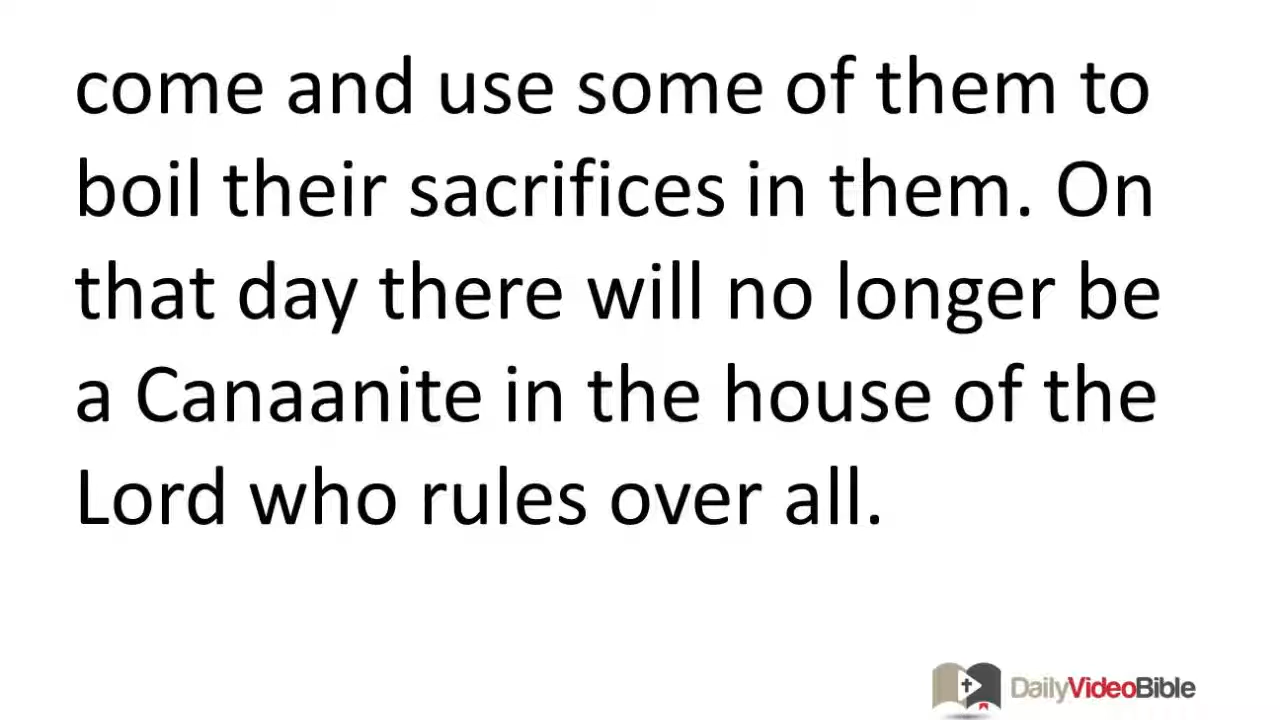 come and use some of them to
boil their sacrifices in them. On
that day there will no longer be
a Canaanite in the house of the
Lord who rules over all.
DailyVideoBible